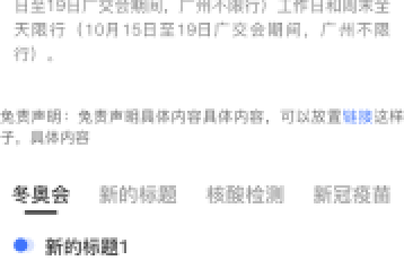 日至19日广交会期间，广州不限行）工作日和周末全
天限行（10月15日至19日广交会期间，广州不限
行）。
免责声明：免责声明具体内容具体内容，可以放置链接这样
子，具体内容
冬奥会 新的标题 核酸检测 新冠疫苗
新的标题1